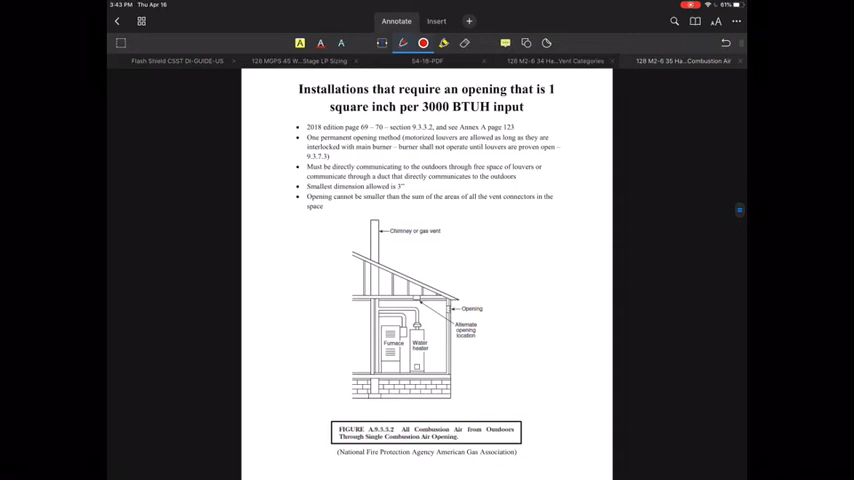 3:43 PM Thu Apr 16
61%
Annotate
Insert
Flash Shield CSST DI-GUIDE-US
128 MGPS 45 W...Stage LP Sizing
54-18-PDF
128 M2-6 34 Ha...Vent Categories
128 M2-6 35 Ha...Combustion Air
Installations that require an opening that is 1
square inch per 3000 BTUH input
• 2018 edition page 69 – 70 – section 9.3.3.2, and see Annex A page 123
• One permanent opening method (motorized louvers are allowed as long as they are
interlocked with main burner – burner shall not operate until louvers are proven open –
9.3.7.3)
• Must be directly communicating to the outdoors through free space of louvers or
communicate through a duct that directly communicates to the outdoors
• Smallest dimension allowed is 3"
• Opening cannot be smaller than the sum of the areas of all the vent connectors in the
space
Chimney or gas vent
Opening
Alternate
opening
location
Furnace
Water
heater
FIGURE A.9.3.3.2 All Combustion Air from Outdoors
Through Single Combustion Air Opening.
(National Fire Protection Agency American Gas Association)